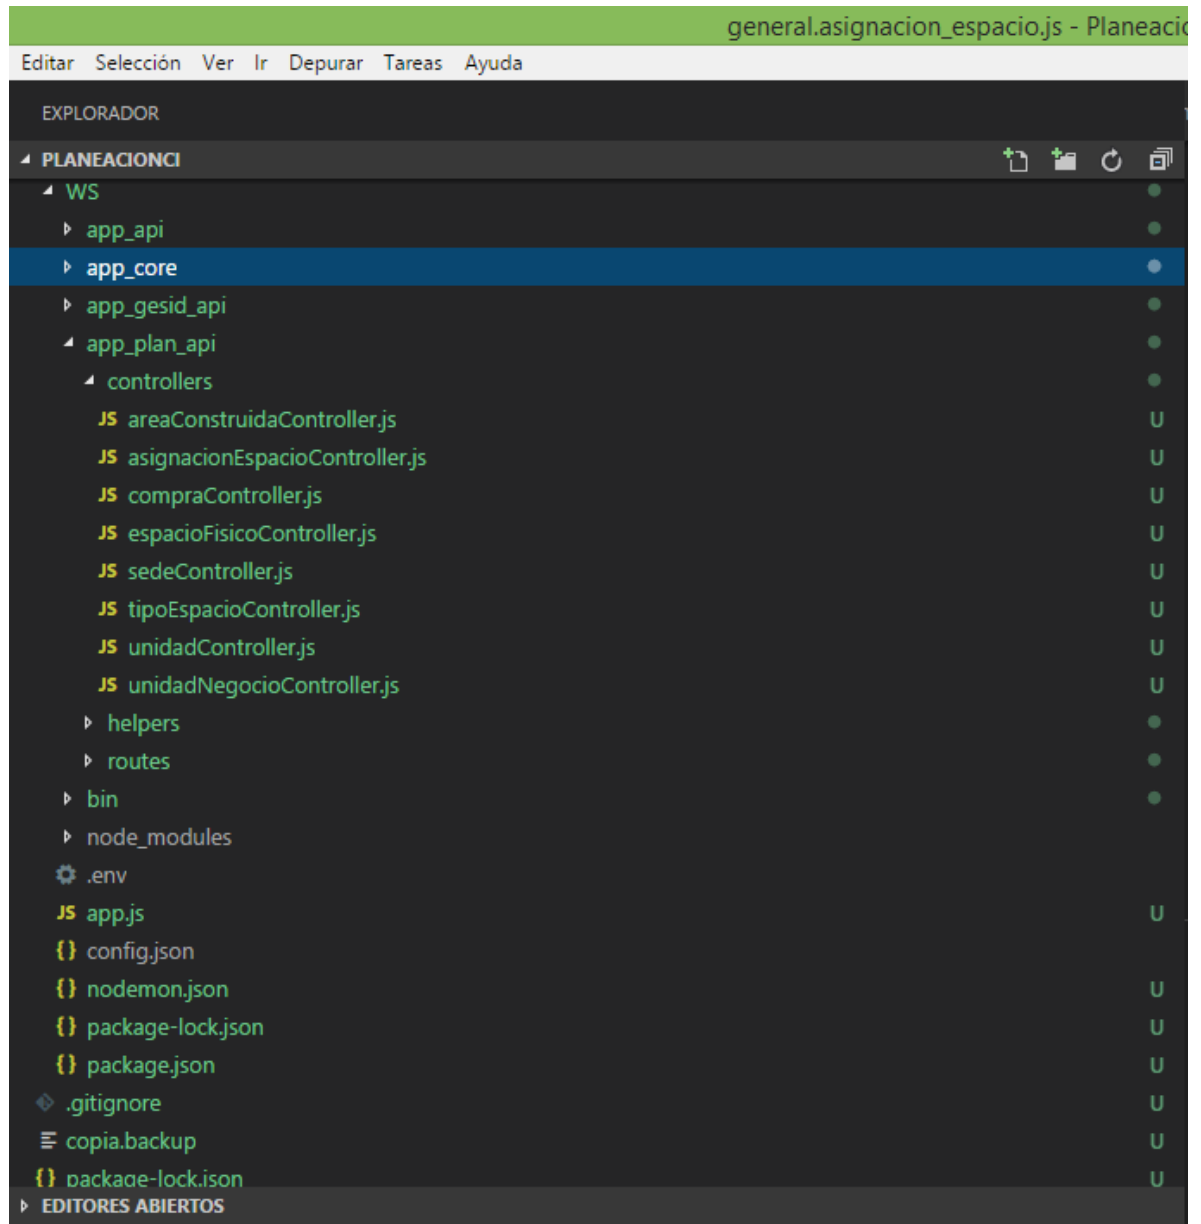 general.asignacion_espacio.js - Planeacic
Editar Selección Ver Ir Depurar Tareas Ayuda
EXPLORADOR
PLANEACIONCI
WS
app_api
app_core
app_gesid_api
app_plan_api
controllers
JS areaConstruidaController.js U
JS asignacionEspacioController.js U
JS compraController.js U
JS espacioFisicoController.js U
JS sedeController.js U
JS tipoEspacioController.js U
JS unidadController.js U
JS unidadNegocioController.js U
helpers
routes
bin
node_modules
.env
JS app.js U
{} config.json
{} nodemon.json U
{} package-lock.json U
{} package.json U
.gitignore U
copia.backup U
{} package-lock.json U
EDITORES ABIERTOS